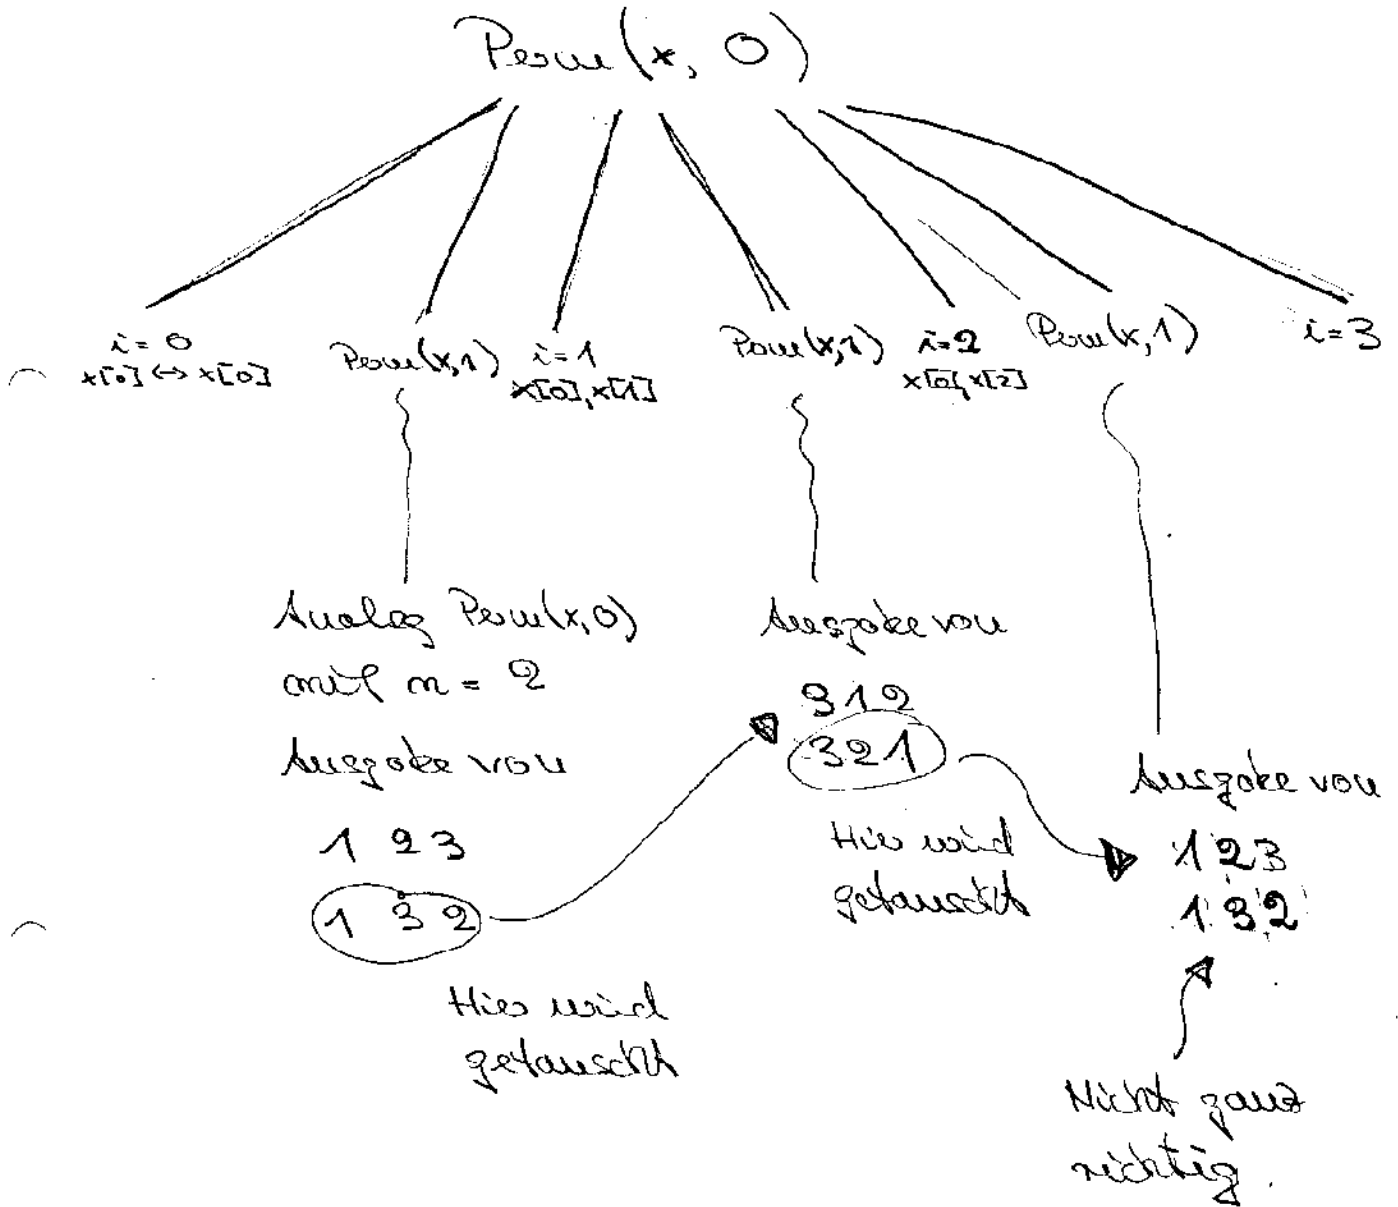 Perm(x, 0)
i = 0
x[0] ↔ x[0]
Perm(x,1)
i = 1
x[0], x[1]
Perm(x,1)
i = 2
x[0], x[2]
Perm(x,1)
i = 3
Analog Perm(x,0)
mit n = 2
Ausgabe von
1 2 3
1 3 2
Hier wird
getauscht
Ausgabe von
3 1 2
3 2 1
Hier wird
getauscht
Ausgabe von
1 2 3
1 3 2
Nicht ganz
richtig.